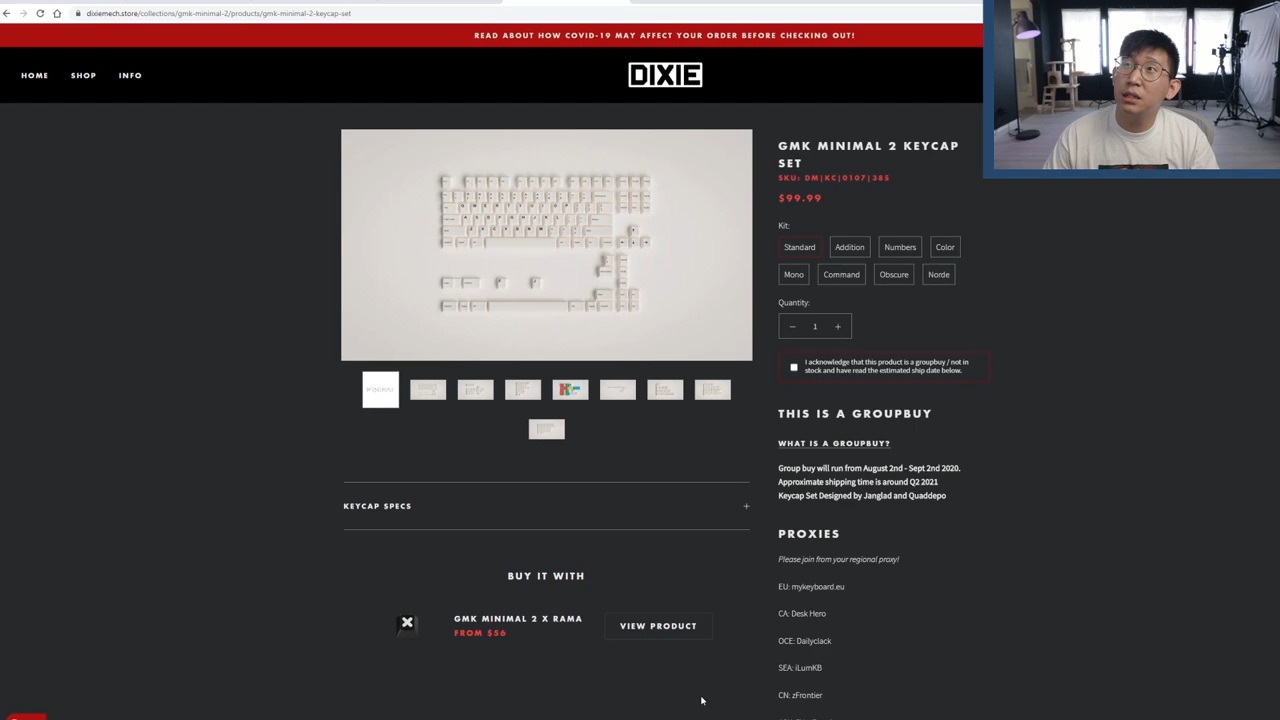 dixiemech.store/collections/gmk-minimal-2/products/gmk-minimal-2-keycap-set
READ ABOUT HOW COVID-19 MAY AFFECT YOUR ORDER BEFORE CHECKING OUT!
HOME SHOP INFO
DIXIE
GMK MINIMAL 2 KEYCAP
SET
SKU: DM|KC|0107|385
$99.99
Kit:
Standard Addition Numbers Color
Mono Command Obscure Norde
Quantity:
− 1 +
I acknowledge that this product is a groupbuy / not in
stock and have read the estimated ship date below.
THIS IS A GROUPBUY
WHAT IS A GROUPBUY?
Group buy will run from August 2nd - Sept 2nd 2020.
Approximate shipping time is around Q2 2021
Keycap Set Designed by Janglad and Quaddepo
PROXIES
Please join from your regional proxy!
EU: mykeyboard.eu
CA: Desk Hero
OCE: Dailyclack
SEA: iLumKB
CN: zFrontier
KEYCAP SPECS +
BUY IT WITH
GMK MINIMAL 2 X RAMA
FROM $56
VIEW PRODUCT